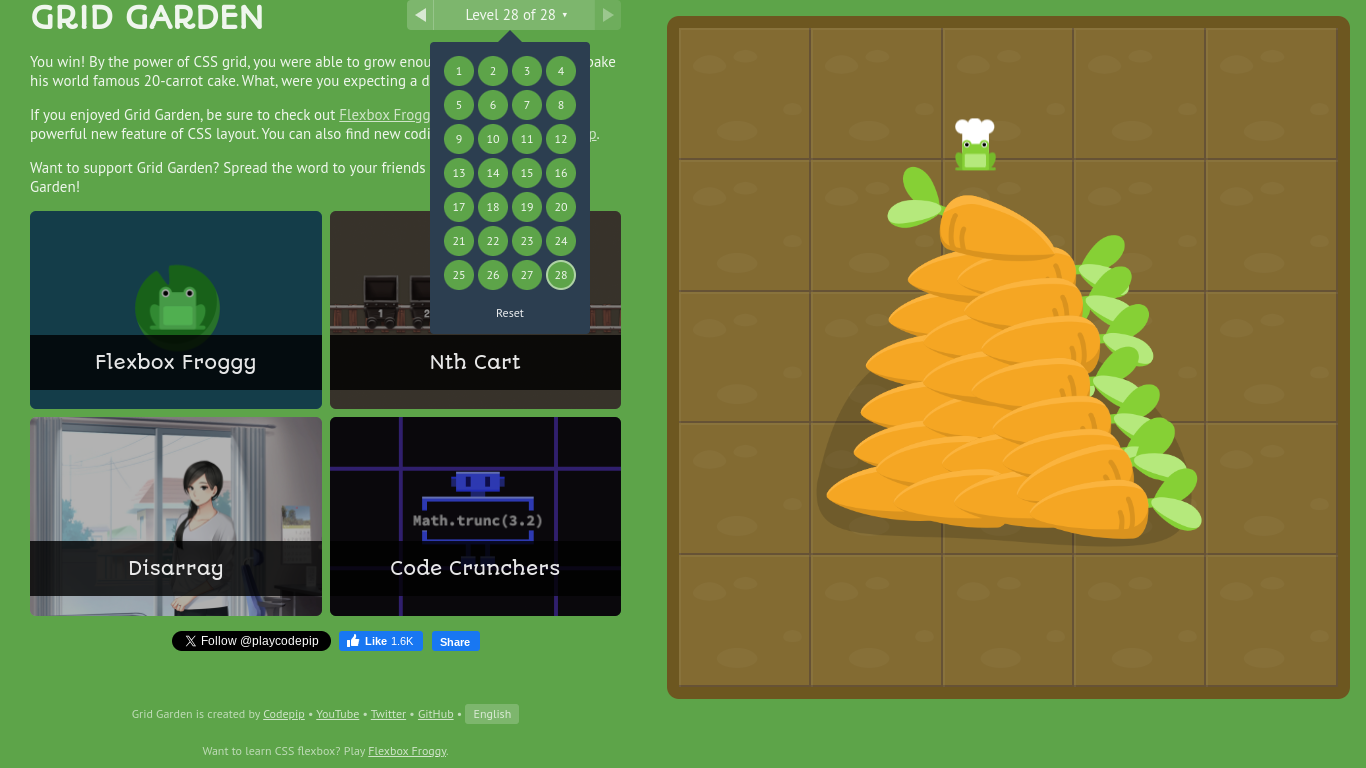 GRID GARDEN
Level 28 of 28 ▼
You win! By the power of CSS grid, you were able to grow enou bake
his world famous 20-carrot cake. What, were you expecting a d
If you enjoyed Grid Garden, be sure to check out Flexbox Frogg
powerful new feature of CSS layout. You can also find new codi p.
Want to support Grid Garden? Spread the word to your friends
Garden!
1 2 3 4
5 6 7 8
9 10 11 12
13 14 15 16
17 18 19 20
21 22 23 24
25 26 27 28
Reset
1 2
Flexbox Froggy
Nth Cart
Math.trunc(3.2)
Disarray
Code Crunchers
Follow @playcodepip
Like 1.6K
Share
Grid Garden is created by Codepip • YouTube • Twitter • GitHub • English
Want to learn CSS flexbox? Play Flexbox Froggy.